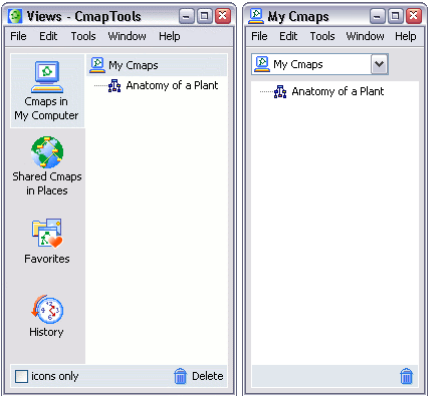 Views - CmapTools
File Edit Tools Window Help
My Cmaps
Anatomy of a Plant
Cmaps in
My Computer
Shared Cmaps
in Places
Favorites
History
icons only
Delete
My Cmaps
File Edit Tools Window Help
My Cmaps
Anatomy of a Plant